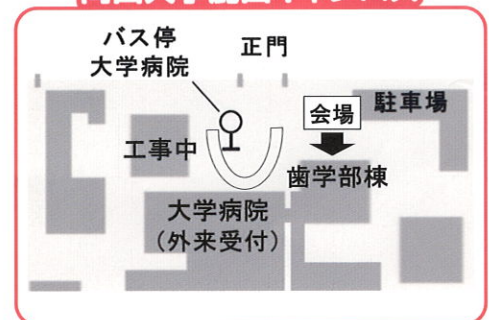 バス停
大学病院
正門
会場
駐車場
工事中
歯学部棟
大学病院
（外来受付）